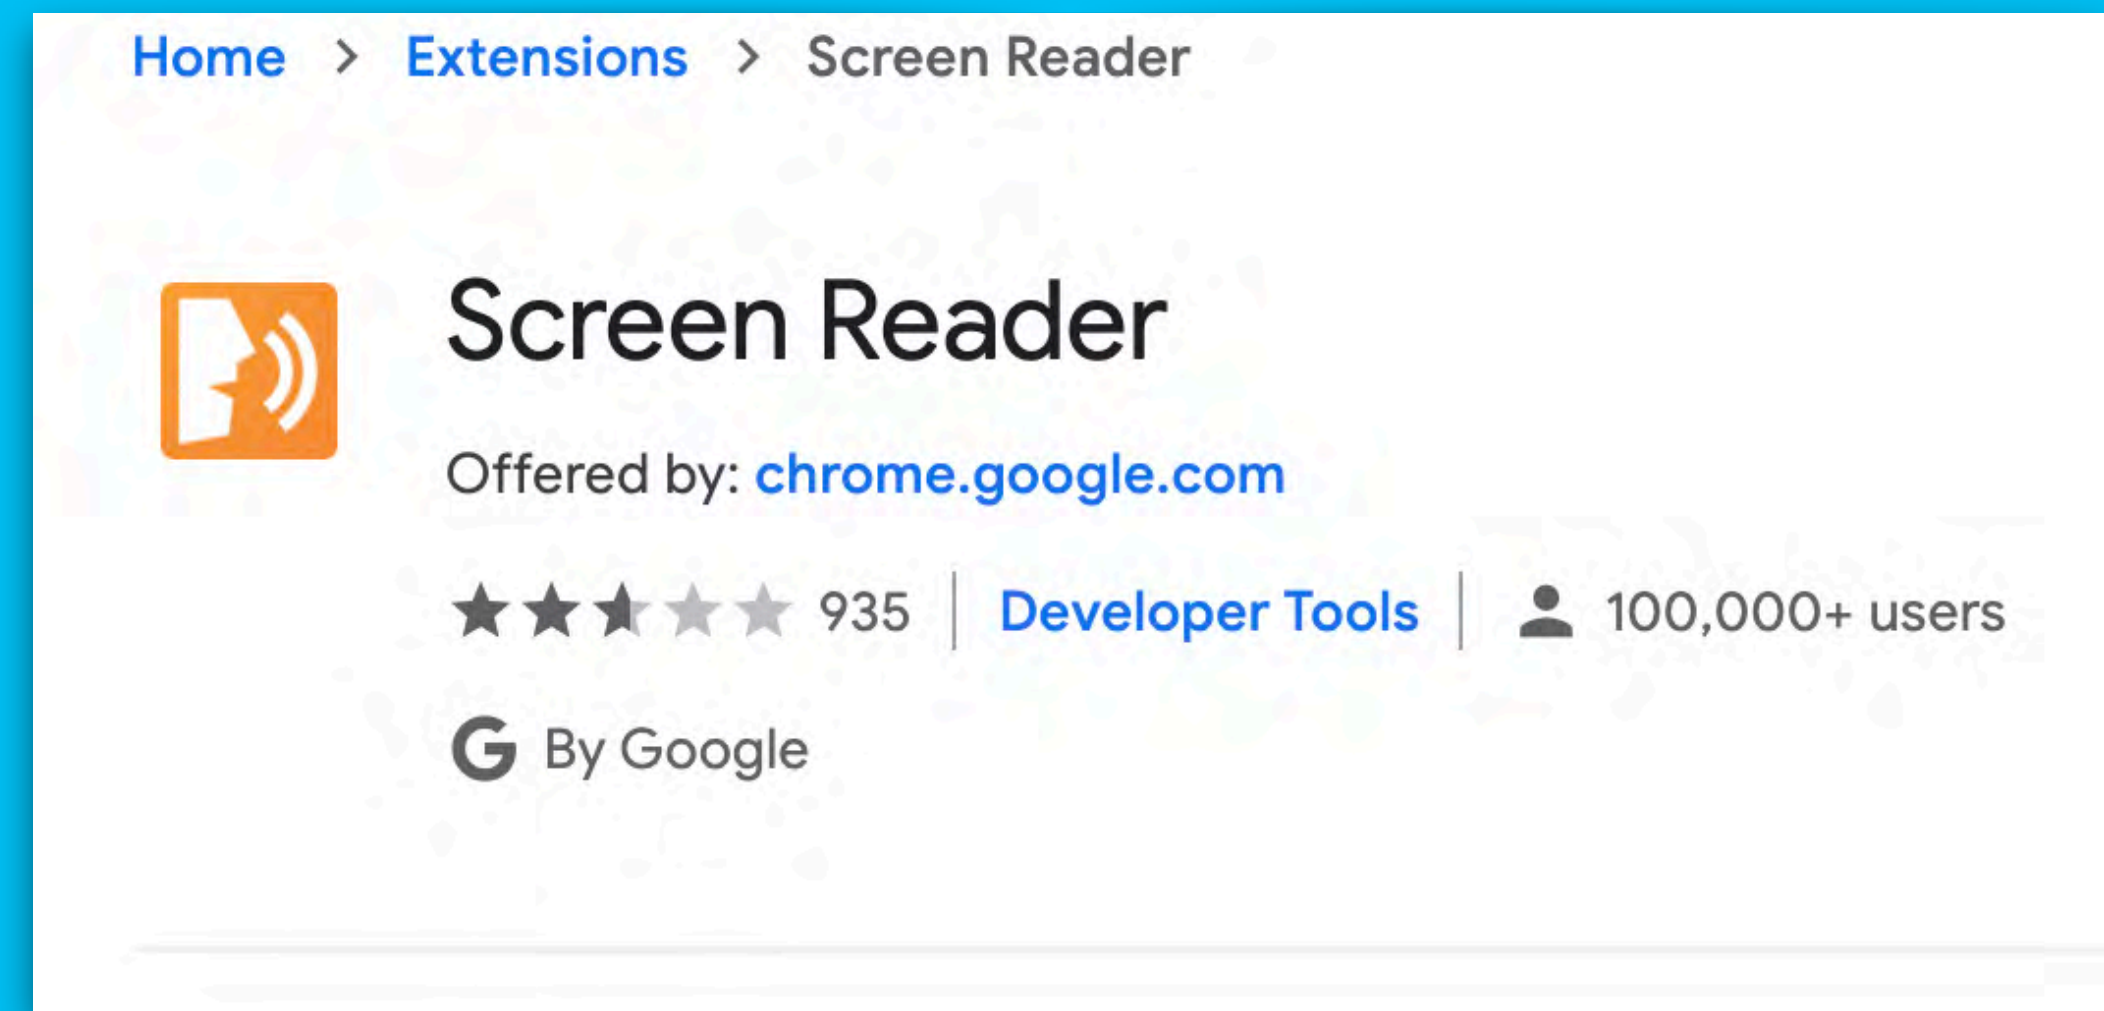 Home > Extensions > Screen Reader
Screen Reader
Offered by: chrome.google.com
935 | Developer Tools | 100,000+ users
G By Google